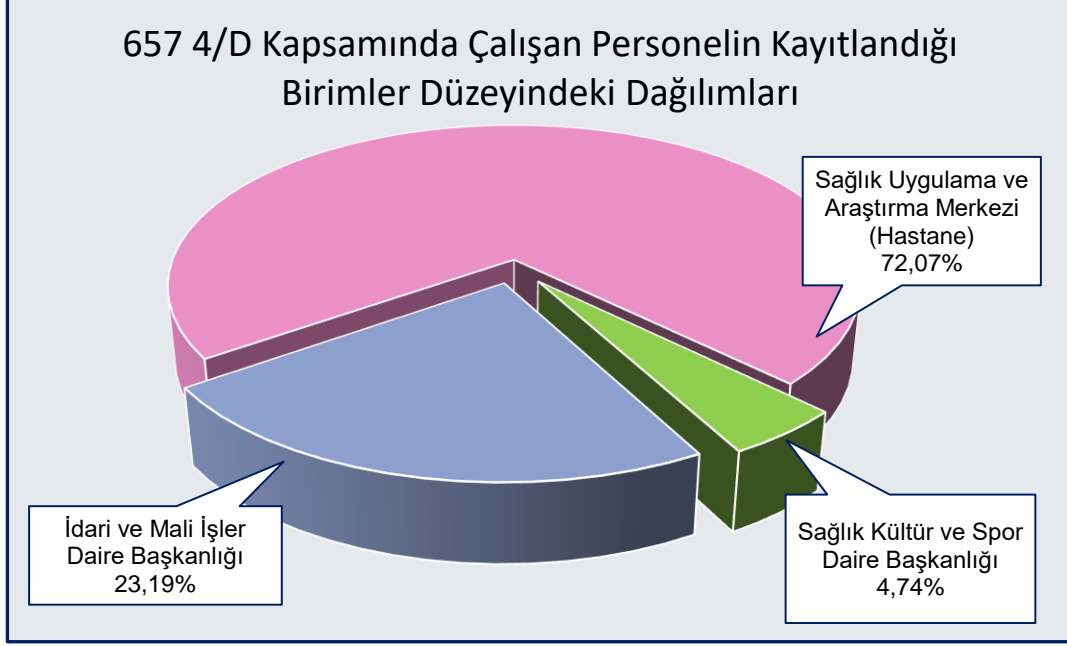 657 4/D Kapsamında Çalışan Personelin Kayıtlandığı
Birimler Düzeyindeki Dağılımları
Sağlık Uygulama ve
Araştırma Merkezi
(Hastane)
72,07%
İdari ve Mali İşler
Daire Başkanlığı
23,19%
Sağlık Kültür ve Spor
Daire Başkanlığı
4,74%